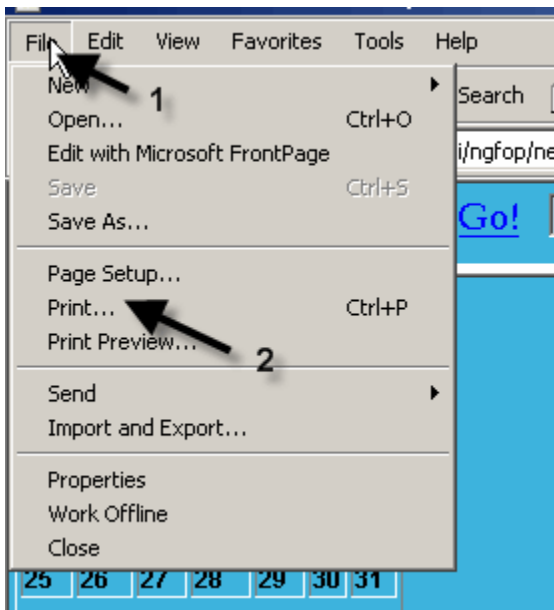 File Edit View Favorites Tools Help
New
1
Search
Open... Ctrl+O
Edit with Microsoft FrontPage
i/ngfop/ne
Save Ctrl+S
Go!
Save As...
Page Setup...
Print... Ctrl+P
Print Preview...
2
Send
Import and Export...
Properties
Work Offline
Close
25 26 27 28 29 30 31